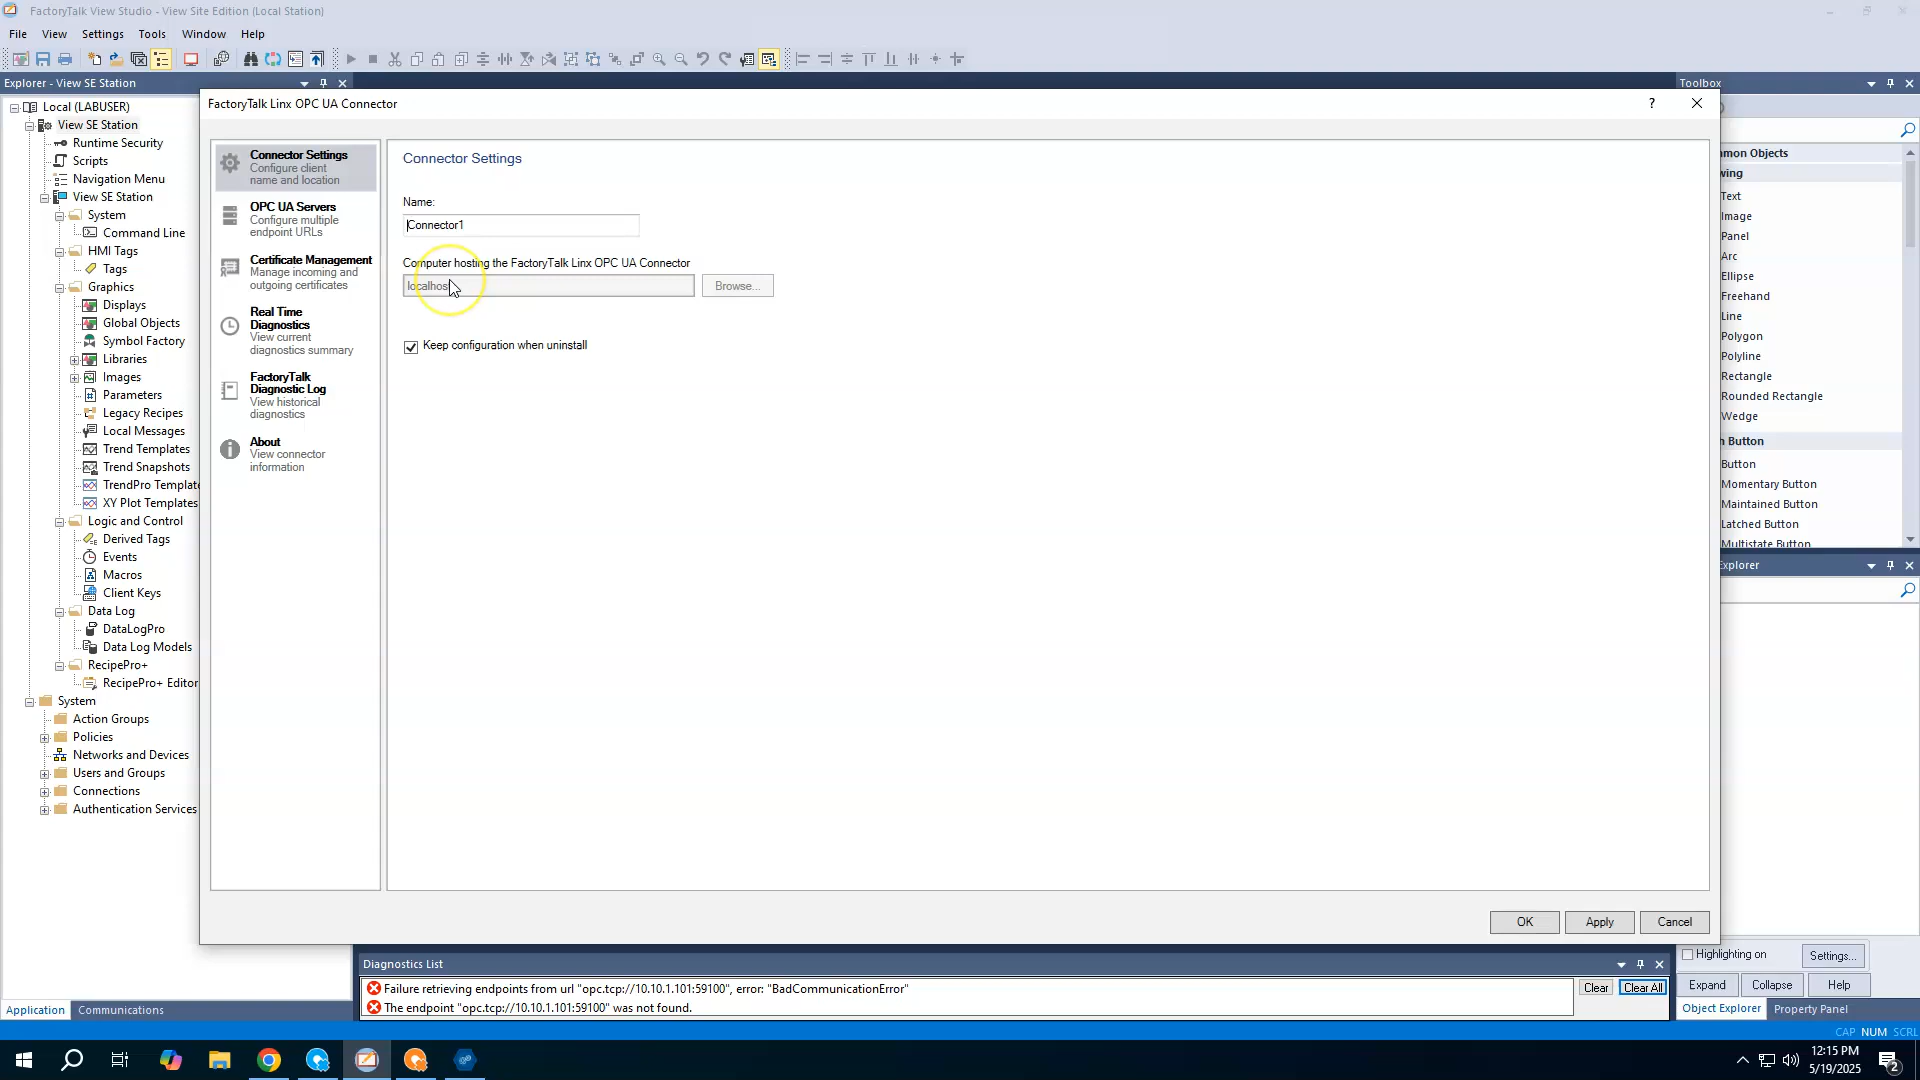 FactoryTalk View Studio - View Site Edition (Local Station)
File View Settings Tools Window Help
Explorer - View SE Station
Local (LABUSER)
View SE Station
Runtime Security
Scripts
Navigation Menu
View SE Station
System
Command Line
HMI Tags
Tags
Graphics
Displays
Global Objects
Symbol Factory
Libraries
Images
Parameters
Legacy Recipes
Local Messages
Trend Templates
Trend Snapshots
TrendPro Template
XY Plot Templates
Logic and Control
Derived Tags
Events
Macros
Client Keys
Data Log
DataLogPro
Data Log Models
RecipePro+
RecipePro+ Editor
System
Action Groups
Policies
Networks and Devices
Users and Groups
Connections
Authentication Services
Application Communications
FactoryTalk Linx OPC UA Connector
?
Connector Settings
Configure client
name and location
OPC UA Servers
Configure multiple
endpoint URLs
Certificate Management
Manage incoming and
outgoing certificates
Real Time
Diagnostics
View current
diagnostics summary
FactoryTalk
Diagnostic Log
View historical
diagnostics
About
View connector
information
Connector Settings
Name:
Connector1
Computer hosting the FactoryTalk Linx OPC UA Connector
localhos
Browse...
Keep configuration when uninstall
OK Apply Cancel
Diagnostics List
Failure retrieving endpoints from url "opc.tcp://10.10.1.101:59100", error: "BadCommunicationError"
The endpoint "opc.tcp://10.10.1.101:59100" was not found.
Clear Clear All
Toolbox
mmon Objects
wing
Text
Image
Panel
Arc
Ellipse
Freehand
Line
Polygon
Polyline
Rectangle
Rounded Rectangle
Wedge
h Button
Button
Momentary Button
Maintained Button
Latched Button
Multistate Button
Explorer
Highlighting on
Settings...
Expand Collapse Help
Object Explorer Property Panel
CAP NUM SCRL
12:15 PM
5/19/2025
2